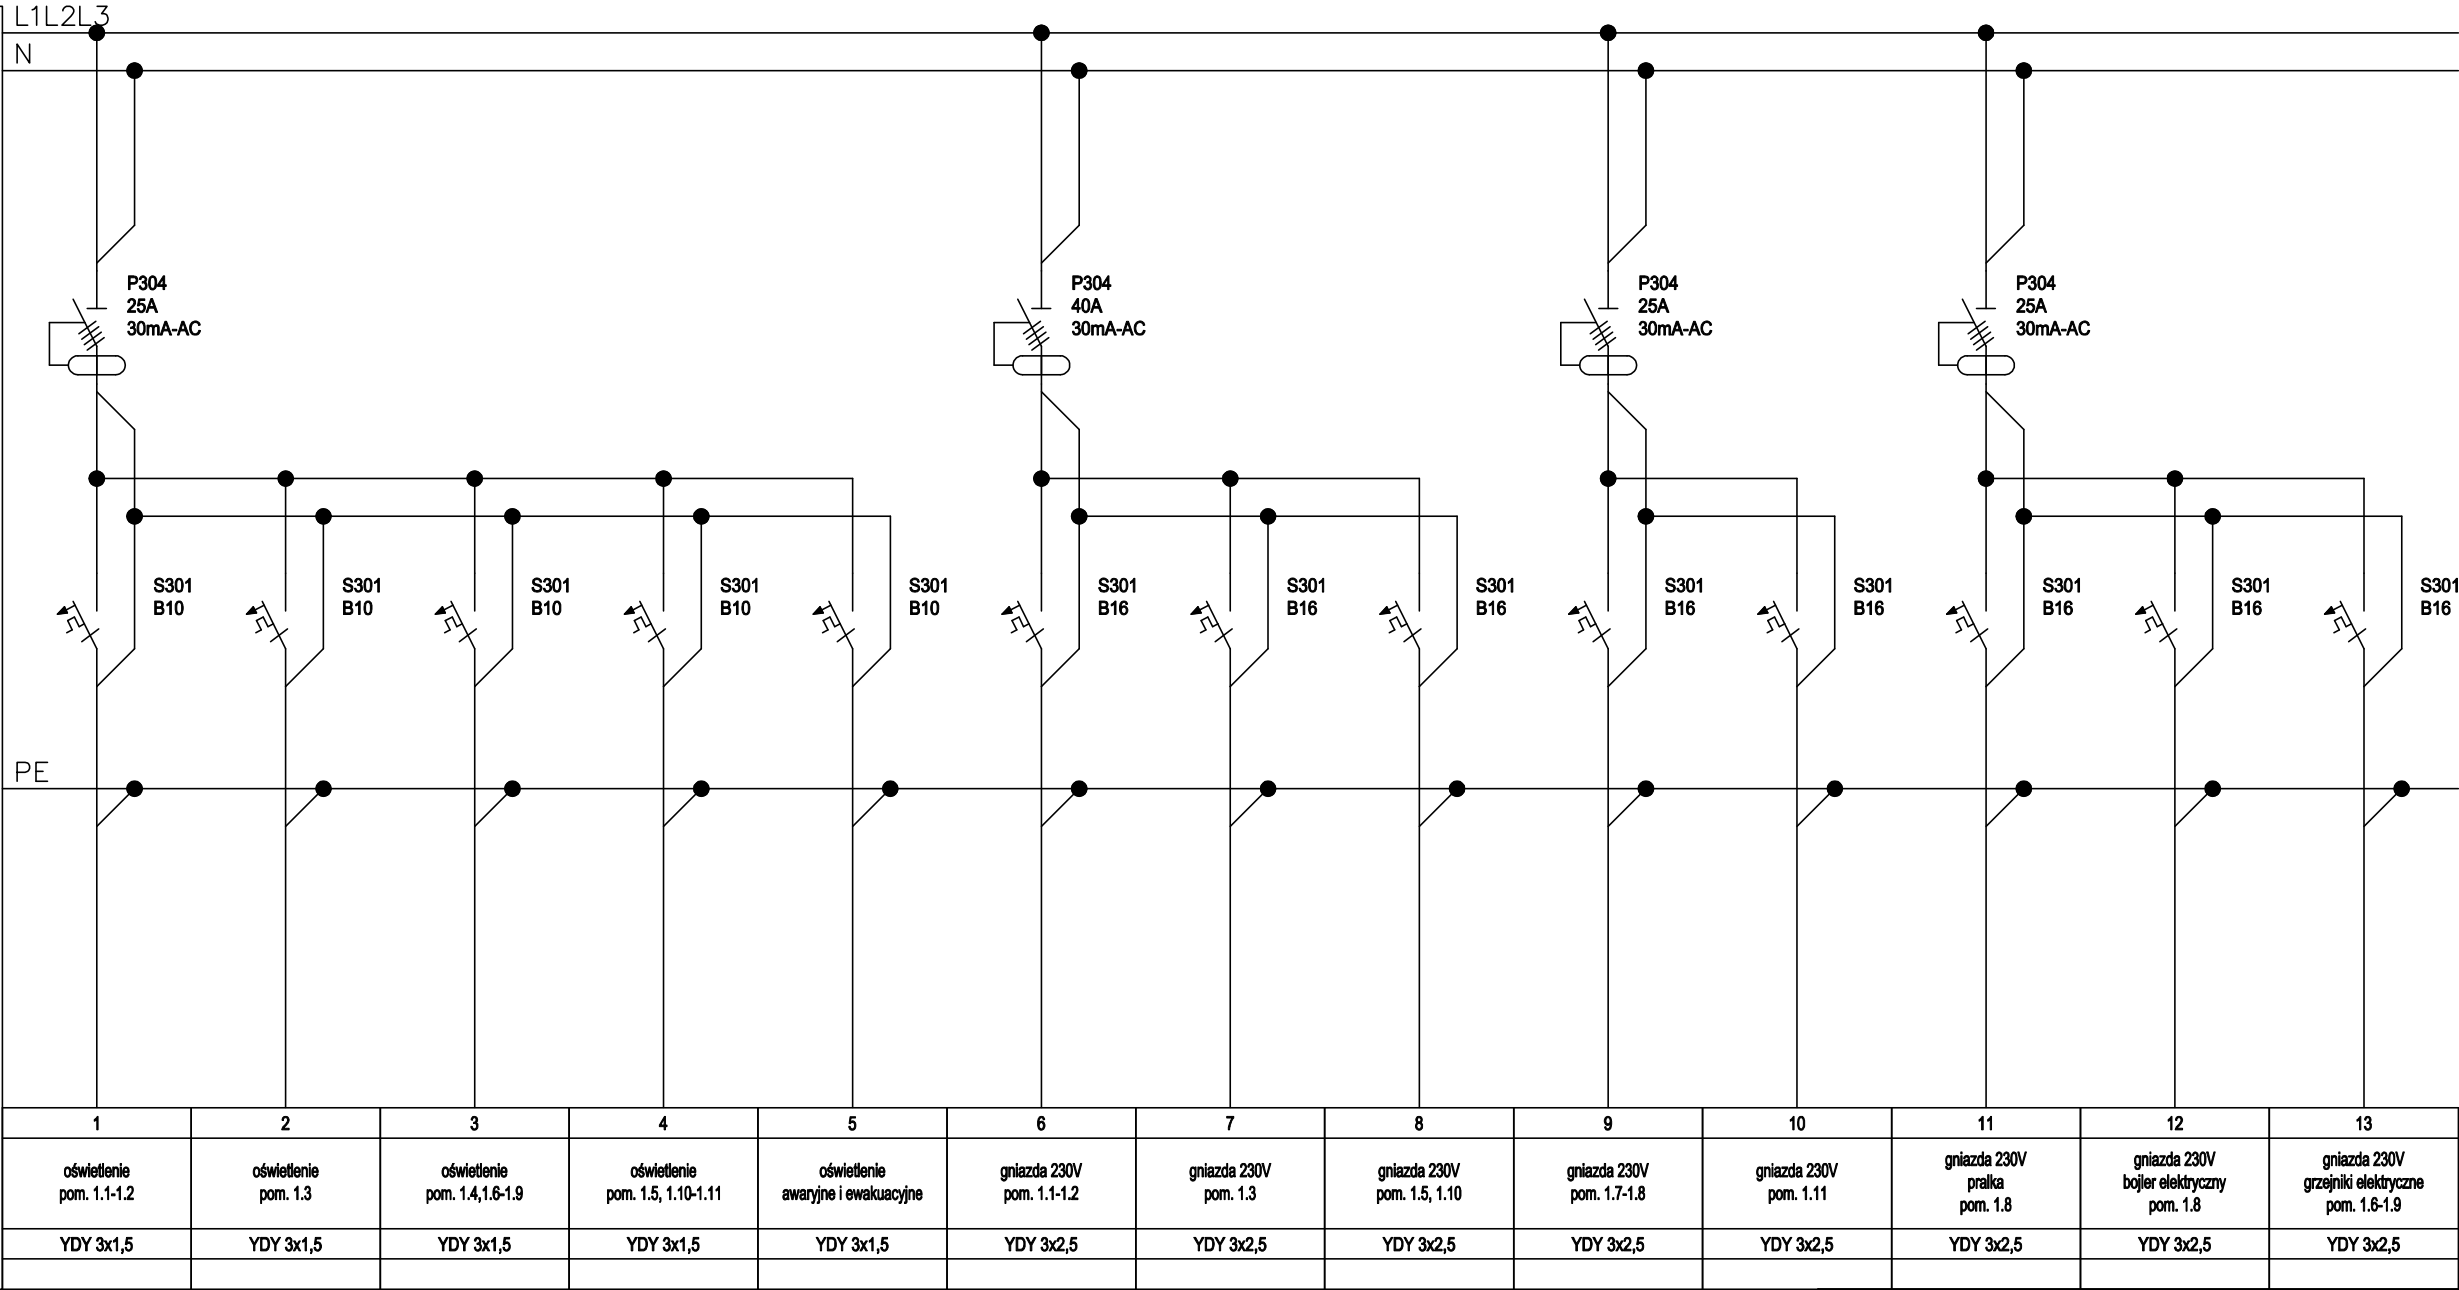 L1L2L3
N
P304
25A
30mA-AC
P304
40A
30mA-AC
P304
25A
30mA-AC
P304
25A
30mA-AC
S301
B10
S301
B10
S301
B10
S301
B10
S301
B10
S301
B16
S301
B16
S301
B16
S301
B16
S301
B16
S301
B16
S301
B16
S301
B16
PE
1 2 3 4 5 6 7 8 9 10 11 12 13
oświetlenie
pom. 1.1-1.2
oświetlenie
pom. 1.3
oświetlenie
pom. 1.4,1.6-1.9
oświetlenie
pom. 1.5, 1.10-1.11
oświetlenie
awaryjne i ewakuacyjne
gniazda 230V
pom. 1.1-1.2
gniazda 230V
pom. 1.3
gniazda 230V
pom. 1.5, 1.10
gniazda 230V
pom. 1.7-1.8
gniazda 230V
pom. 1.11
gniazda 230V
pralka
pom. 1.8
gniazda 230V
bojler elektryczny
pom. 1.8
gniazda 230V
grzejniki elektryczne
pom. 1.6-1.9
YDY 3x1,5 YDY 3x1,5 YDY 3x1,5 YDY 3x1,5 YDY 3x1,5 YDY 3x2,5 YDY 3x2,5 YDY 3x2,5 YDY 3x2,5 YDY 3x2,5 YDY 3x2,5 YDY 3x2,5 YDY 3x2,5